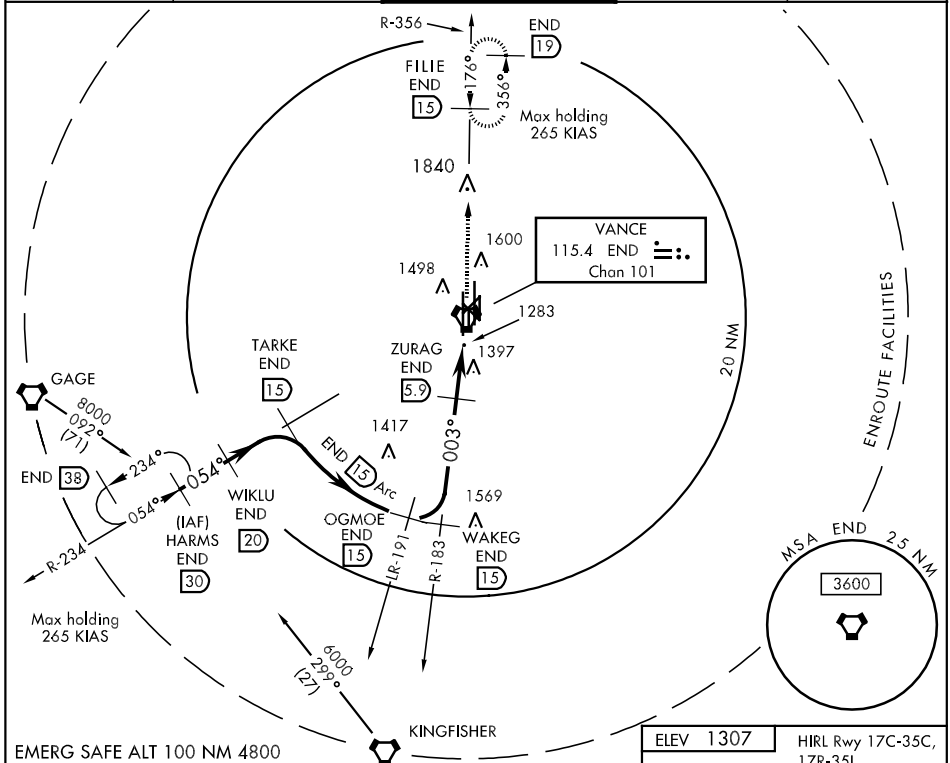 R-356
END
19
FILIE
END
15
176°
356°
Max holding
265 KIAS
1840
VANCE
115.4 END
Chan 101
1600
1498
1283
TARKE
END
15
ZURAG
END
5.9
1397
20 NM
ENROUTE FACILITIES
GAGE
8000
092°
(71)
1417
003°
END 15 Arc
END 38
234°
054°
054°
WIKLU
END
20
(IAF)
HARMS
END
30
R-234
OGMOE
END
15
1569
WAKEG
END
15
LR-191
R-183
MSA END 25 NM
3600
Max holding
265 KIAS
6000
299°
(27)
KINGFISHER
EMERG SAFE ALT 100 NM 4800
ELEV 1307
HIRL Rwy 17C-35C,
17R-35L